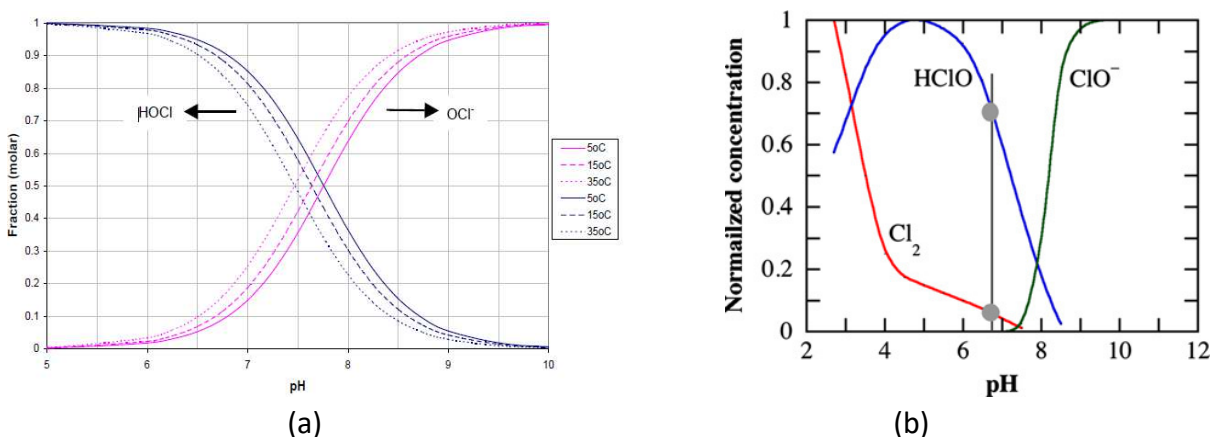 1
0.9
0.8
0.7
0.6
0.5
0.4
0.3
0.2
0.1
0
Fraction (molar)
HOCl
OCl⁻
5 6 7 8 9 10
pH
5oC
15oC
35oC
5oC
15oC
35oC
(a)
1
0.8
0.6
0.4
0.2
0
Normailzed concentration
HClO
ClO⁻
Cl₂
2 4 6 8 10 12
pH
(b)